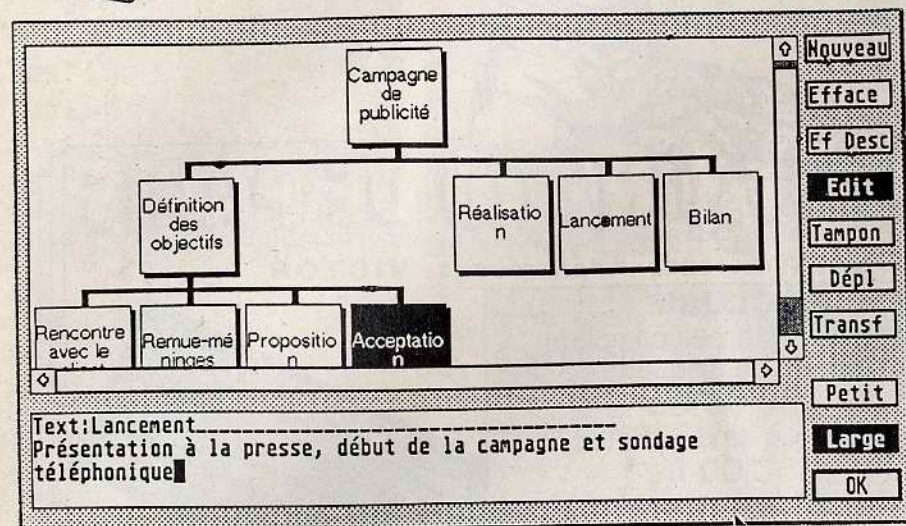 Campagne
de
publicité
Définition
des
objectifs
Réalisatio
n
Lancement
Bilan
Rencontre
avec le
client
Remue-mé
ninges
Propositio
n
Acceptatio
n
Nouveau
Efface
Ef Desc
Edit
Tampon
Dépl
Transf
Petit
Large
OK
Text:Lancement
Présentation à la presse, début de la campagne et sondage
téléphonique